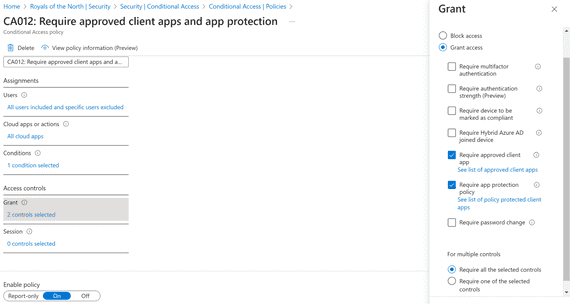 Home > Royals of the North | Security > Security | Conditional Access > Conditional Access | Policies >
CA012: Require approved client apps and app protection ...
Conditional Access policy
Delete View policy information (Preview)
CA012: Require approved client apps and a...
Assignments
Users
All users included and specific users excluded
Cloud apps or actions
All cloud apps
Conditions
1 condition selected
Access controls
Grant
2 controls selected
Session
0 controls selected
Enable policy
Report-only On Off
Grant
Block access
Grant access
Require multifactor
authentication
Require authentication
strength (Preview)
Require device to be
marked as compliant
Require Hybrid Azure AD
joined device
Require approved client
app
See list of approved client apps
Require app protection
policy
See list of policy protected client
apps
Require password change
For multiple controls
Require all the selected controls
Require one of the selected
controls